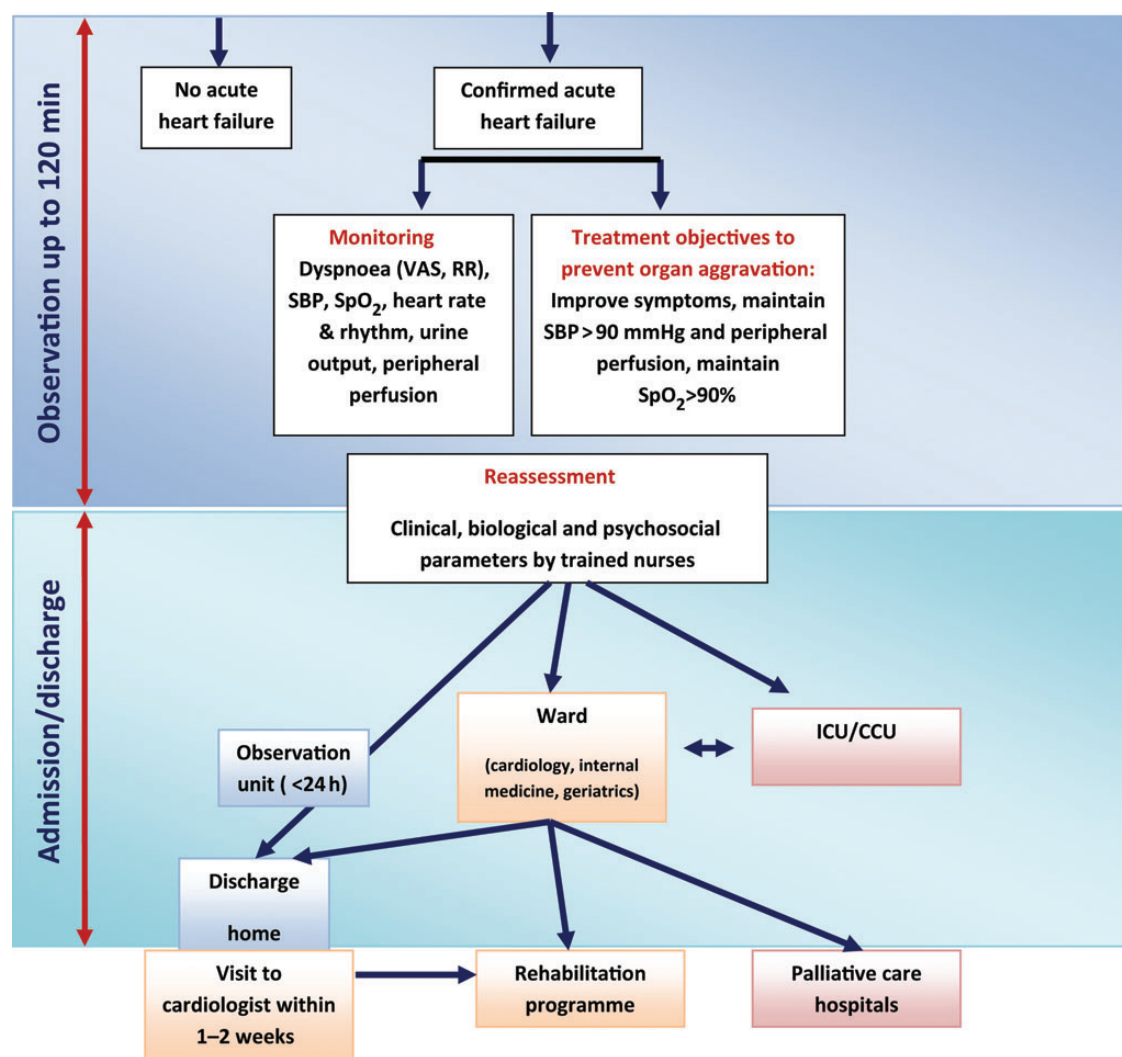 Observation up to 120 min
No acute
heart failure
Confirmed acute
heart failure
Monitoring
Dyspnoea (VAS, RR),
SBP, SpO₂, heart rate
& rhythm, urine
output, peripheral
perfusion
Treatment objectives to
prevent organ aggravation:
Improve symptoms, maintain
SBP > 90 mmHg and peripheral
perfusion, maintain
SpO₂>90%
Reassessment
Clinical, biological and psychosocial
parameters by trained nurses
Admission/discharge
Observation
unit ( <24 h)
Ward
(cardiology, internal
medicine, geriatrics)
ICU/CCU
Discharge
home
Visit to
cardiologist within
1–2 weeks
Rehabilitation
programme
Palliative care
hospitals